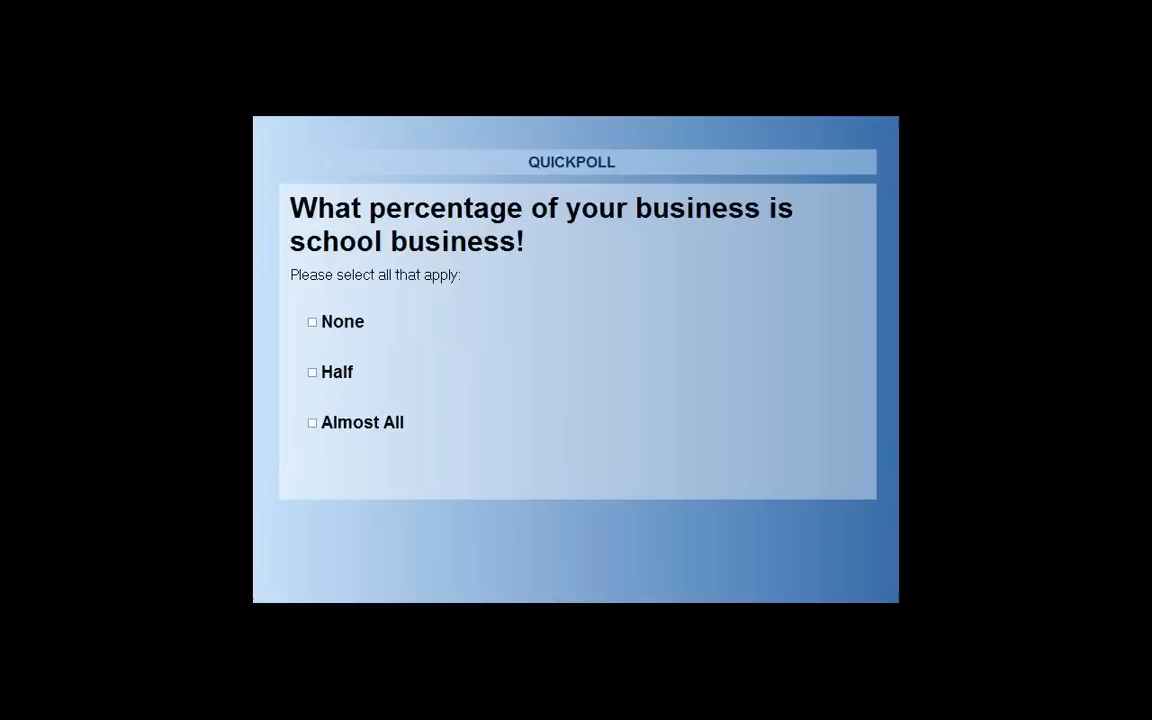 QUICKPOLL
What percentage of your business is
school business!
Please select all that apply:
None
Half
Almost All